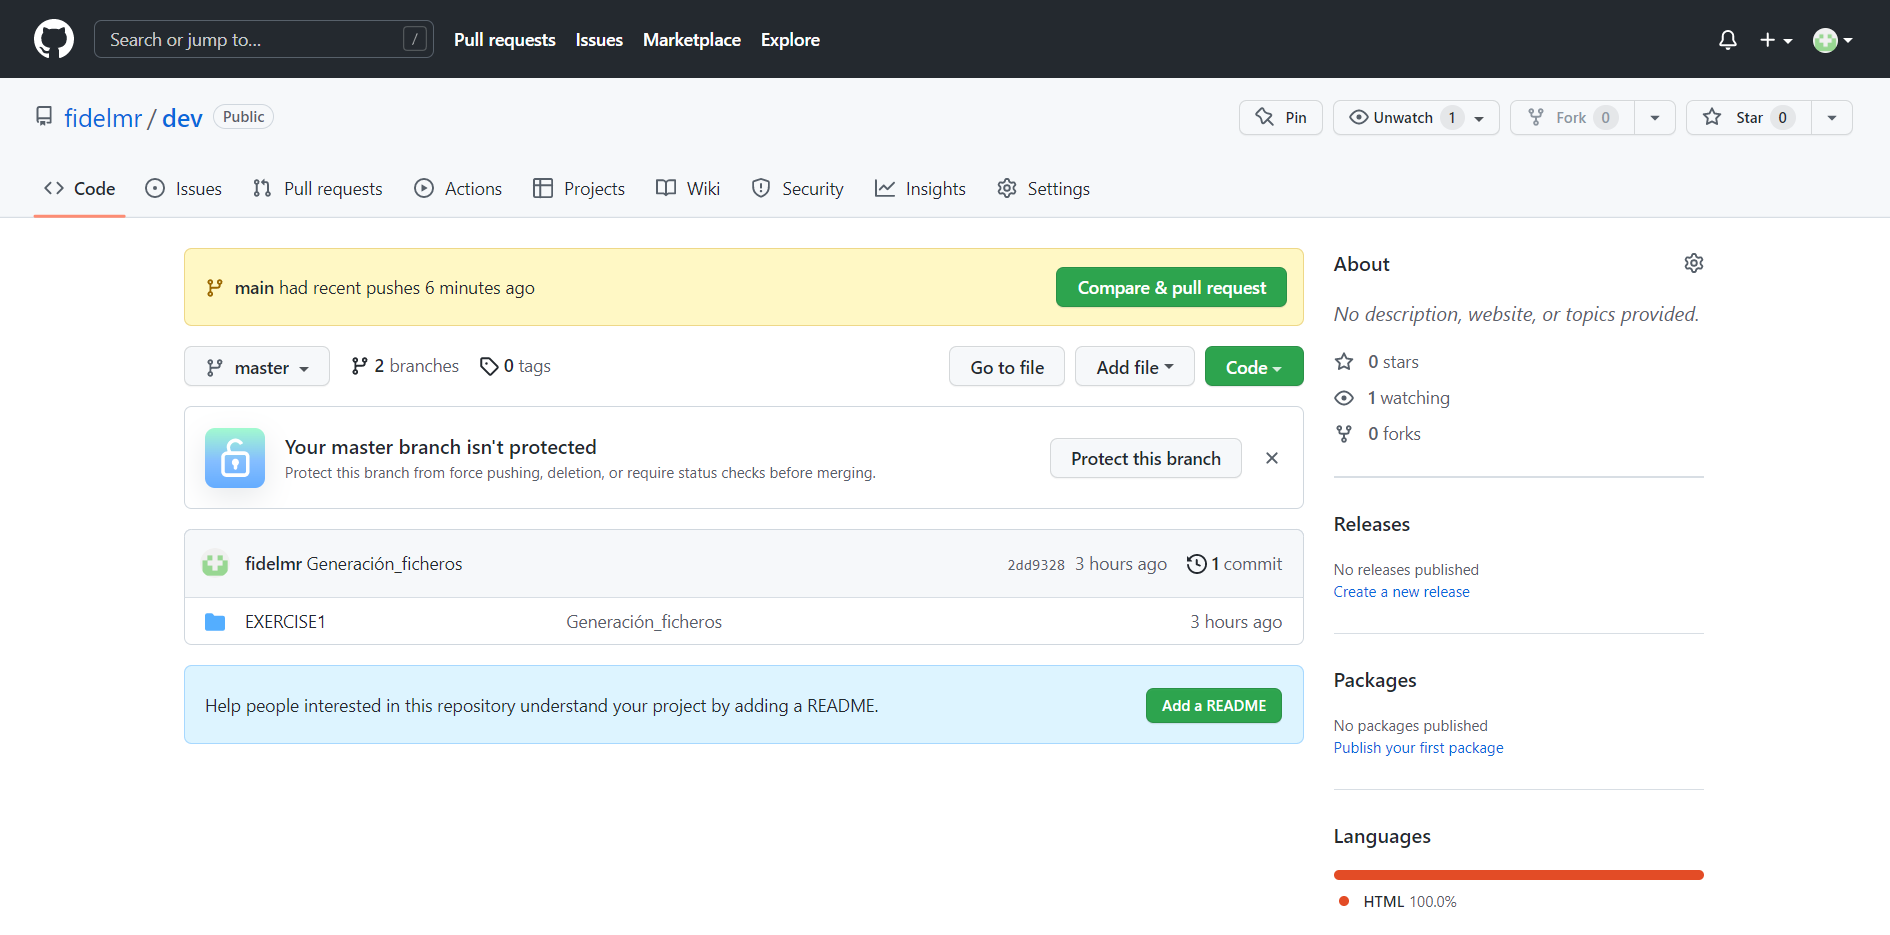 Search or jump to... / Pull requests Issues Marketplace Explore
fidelmr / dev Public Pin Unwatch 1 Fork 0 Star 0
Code Issues Pull requests Actions Projects Wiki Security Insights Settings
main had recent pushes 6 minutes ago Compare & pull request
master 2 branches 0 tags Go to file Add file Code
Your master branch isn't protected
Protect this branch from force pushing, deletion, or require status checks before merging.
Protect this branch
fidelmr Generación_ficheros 2dd9328 3 hours ago 1 commit
EXERCISE1 Generación_ficheros 3 hours ago
Help people interested in this repository understand your project by adding a README. Add a README
About
No description, website, or topics provided.
0 stars
1 watching
0 forks
Releases
No releases published
Create a new release
Packages
No packages published
Publish your first package
Languages
HTML 100.0%